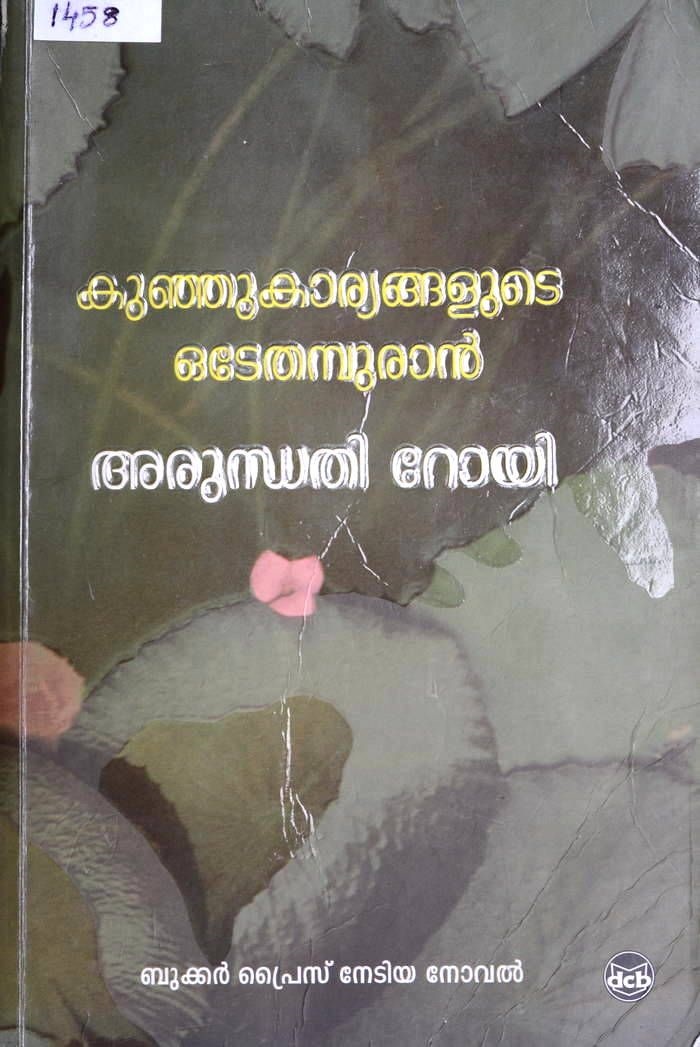 1458
കുഞ്ഞുകാര്യങ്ങളുടെ
ഒടേതമ്പുരാൻ
അരുന്ധതി റോയി
ബുക്കർ പ്രൈസ് നേടിയ നോവൽ
dcb